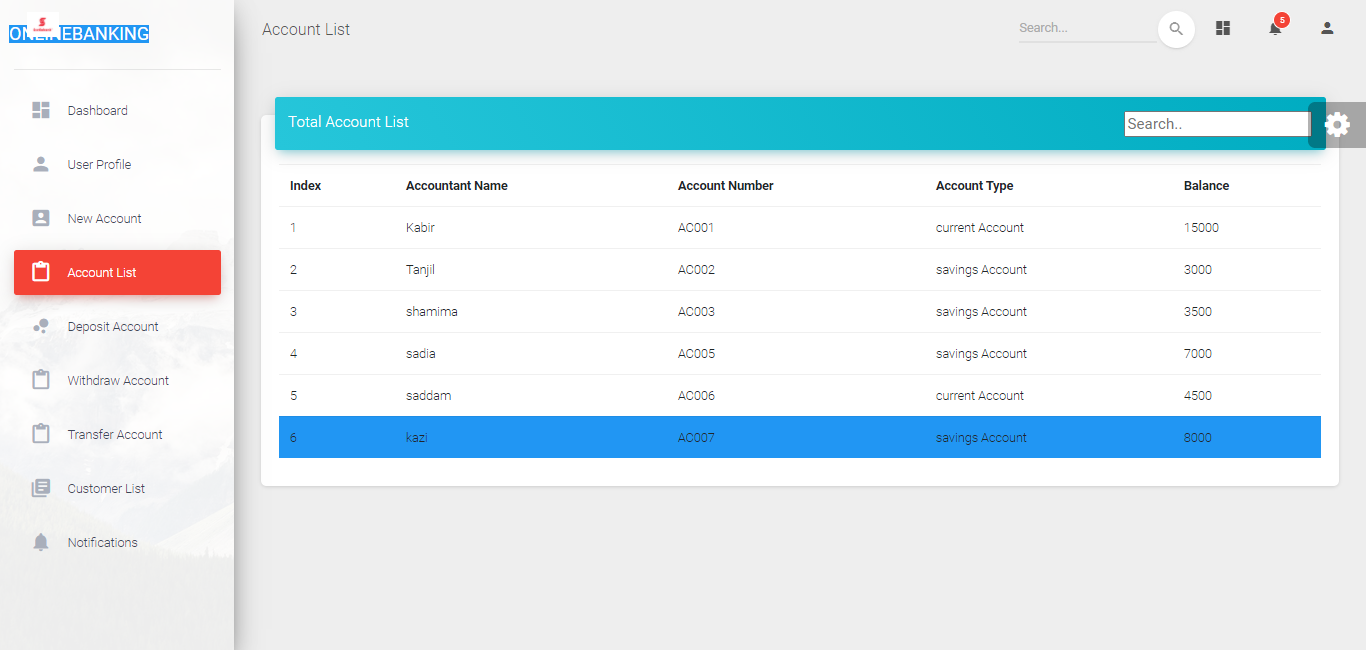 ONLINEBANKING
Account List
Search...
5
Dashboard
User Profile
New Account
Account List
Deposit Account
Withdraw Account
Transfer Account
Customer List
Notifications
Total Account List
Search..
Index Accountant Name Account Number Account Type Balance
1 Kabir AC001 current Account 15000
2 Tanjil AC002 savings Account 3000
3 shamima AC003 savings Account 3500
4 sadia AC005 savings Account 7000
5 saddam AC006 current Account 4500
6 kazi AC007 savings Account 8000